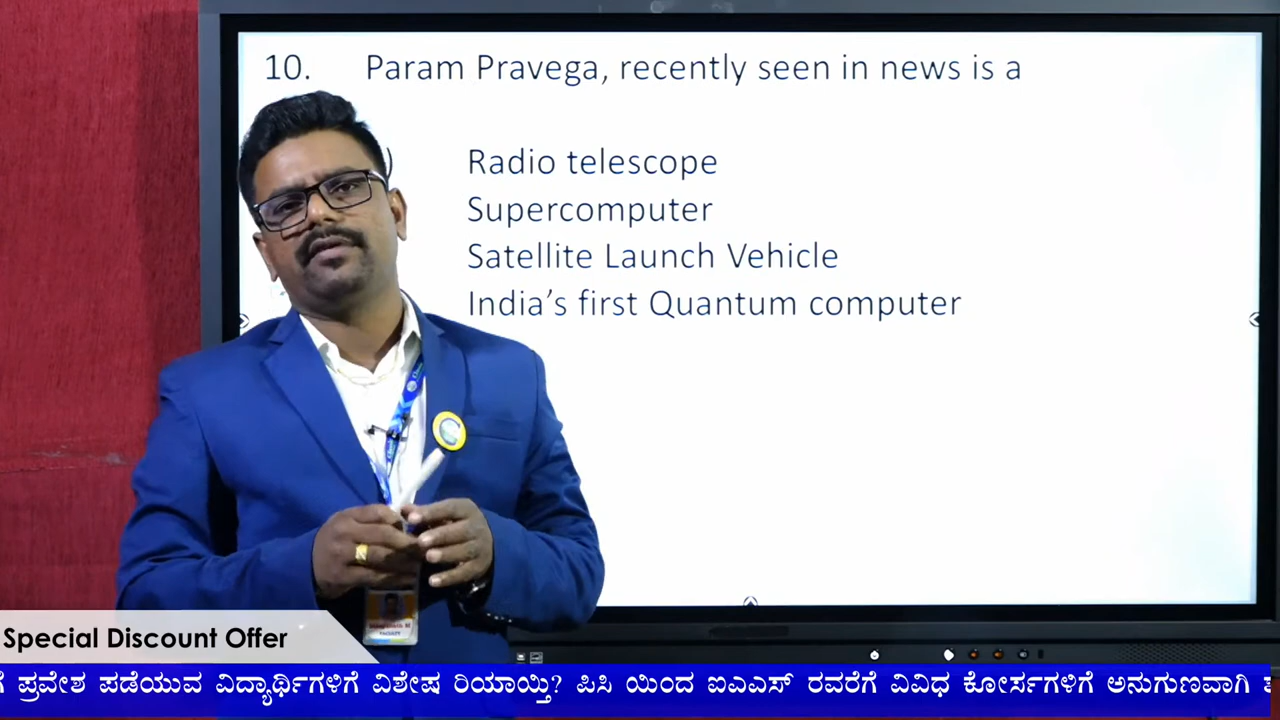 10. Param Pravega, recently seen in news is a
)
Radio telescope
Supercomputer
Satellite Launch Vehicle
India's first Quantum computer
FACULTY
Special Discount Offer
ಗೆ ಪ್ರವೇಶ ಪಡೆಯುವ ವಿದ್ಯಾರ್ಥಿಗಳಿಗೆ ವಿಶೇಷ ರಿಯಾಯ್ತಿ? ಪಿಸಿ ಯಿಂದ ಐಎಎಸ್ ರವರೆಗೆ ವಿವಿಧ ಕೋರ್ಸಗಳಿಗೆ ಅನುಗುಣವಾಗಿ